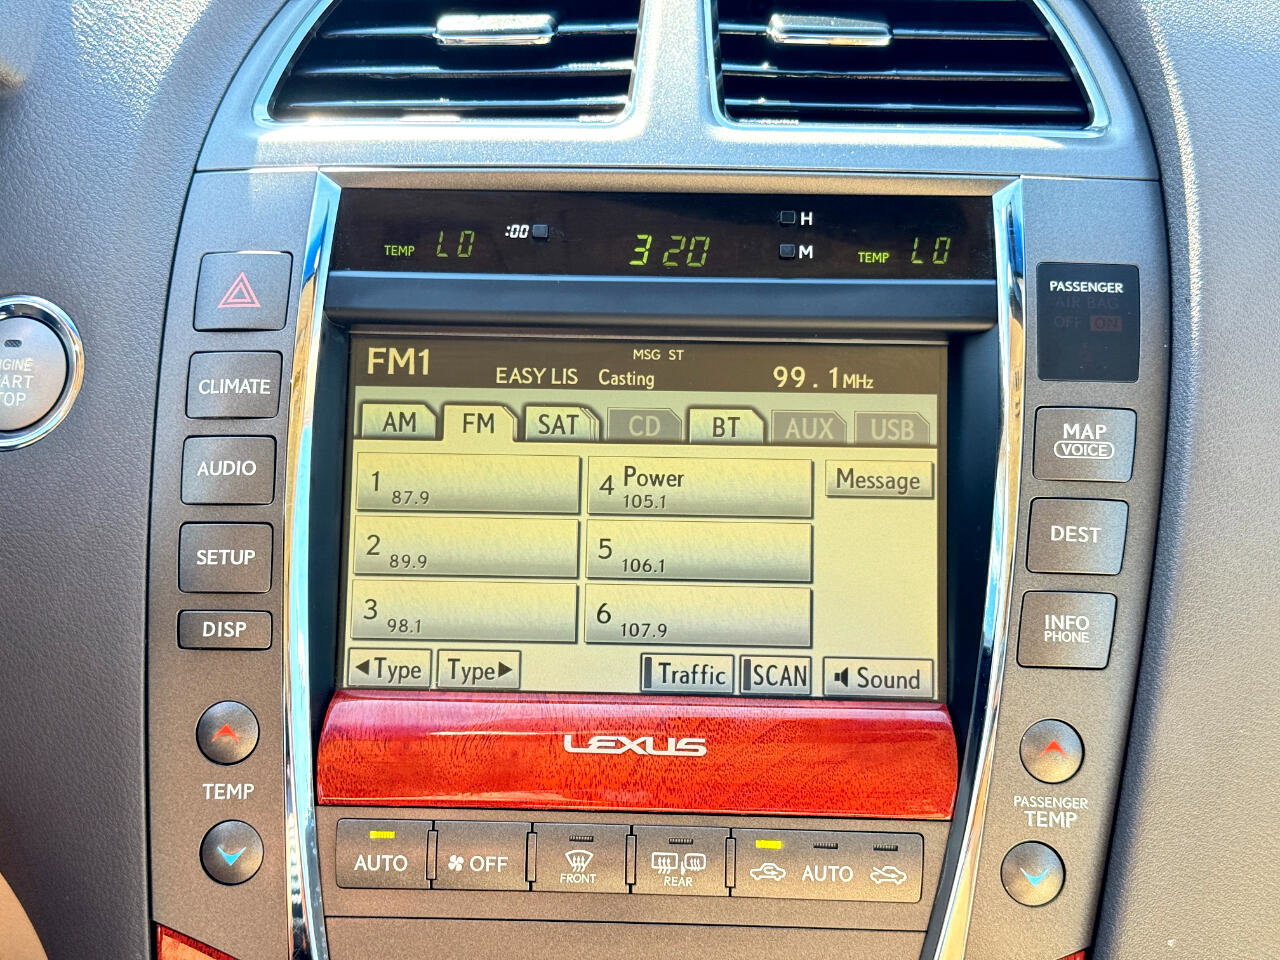 TEMP LO :00 3 20 H
M
TEMP LO
PASSENGER
AIR BAG
OFF ON
ENGINE
START
STOP
CLIMATE
AUDIO
SETUP
DISP
TEMP
FM1 MSG ST
EASY LIS Casting 99.1MHz
AM FM SAT CD BT AUX USB
1 87.9
4 Power 105.1
Message
2 89.9
5 106.1
3 98.1
6 107.9
Type Type Traffic SCAN Sound
MAP
VOICE
DEST
INFO
PHONE
PASSENGER
TEMP
LEXUS
AUTO OFF FRONT REAR AUTO